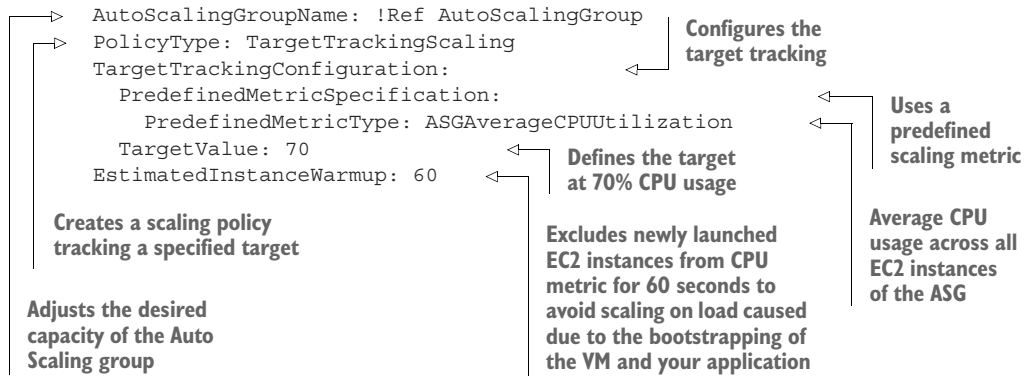 AutoScalingGroupName: !Ref AutoScalingGroup
PolicyType: TargetTrackingScaling
TargetTrackingConfiguration:
PredefinedMetricSpecification:
PredefinedMetricType: ASGAverageCPUUtilization
TargetValue: 70
EstimatedInstanceWarmup: 60
Configures the
target tracking
Uses a
predefined
scaling metric
Defines the target
at 70% CPU usage
Creates a scaling policy
tracking a specified target
Average CPU
usage across all
EC2 instances
of the ASG
Excludes newly launched
EC2 instances from CPU
metric for 60 seconds to
avoid scaling on load caused
due to the bootstrapping of
the VM and your application
Adjusts the desired
capacity of the Auto
Scaling group